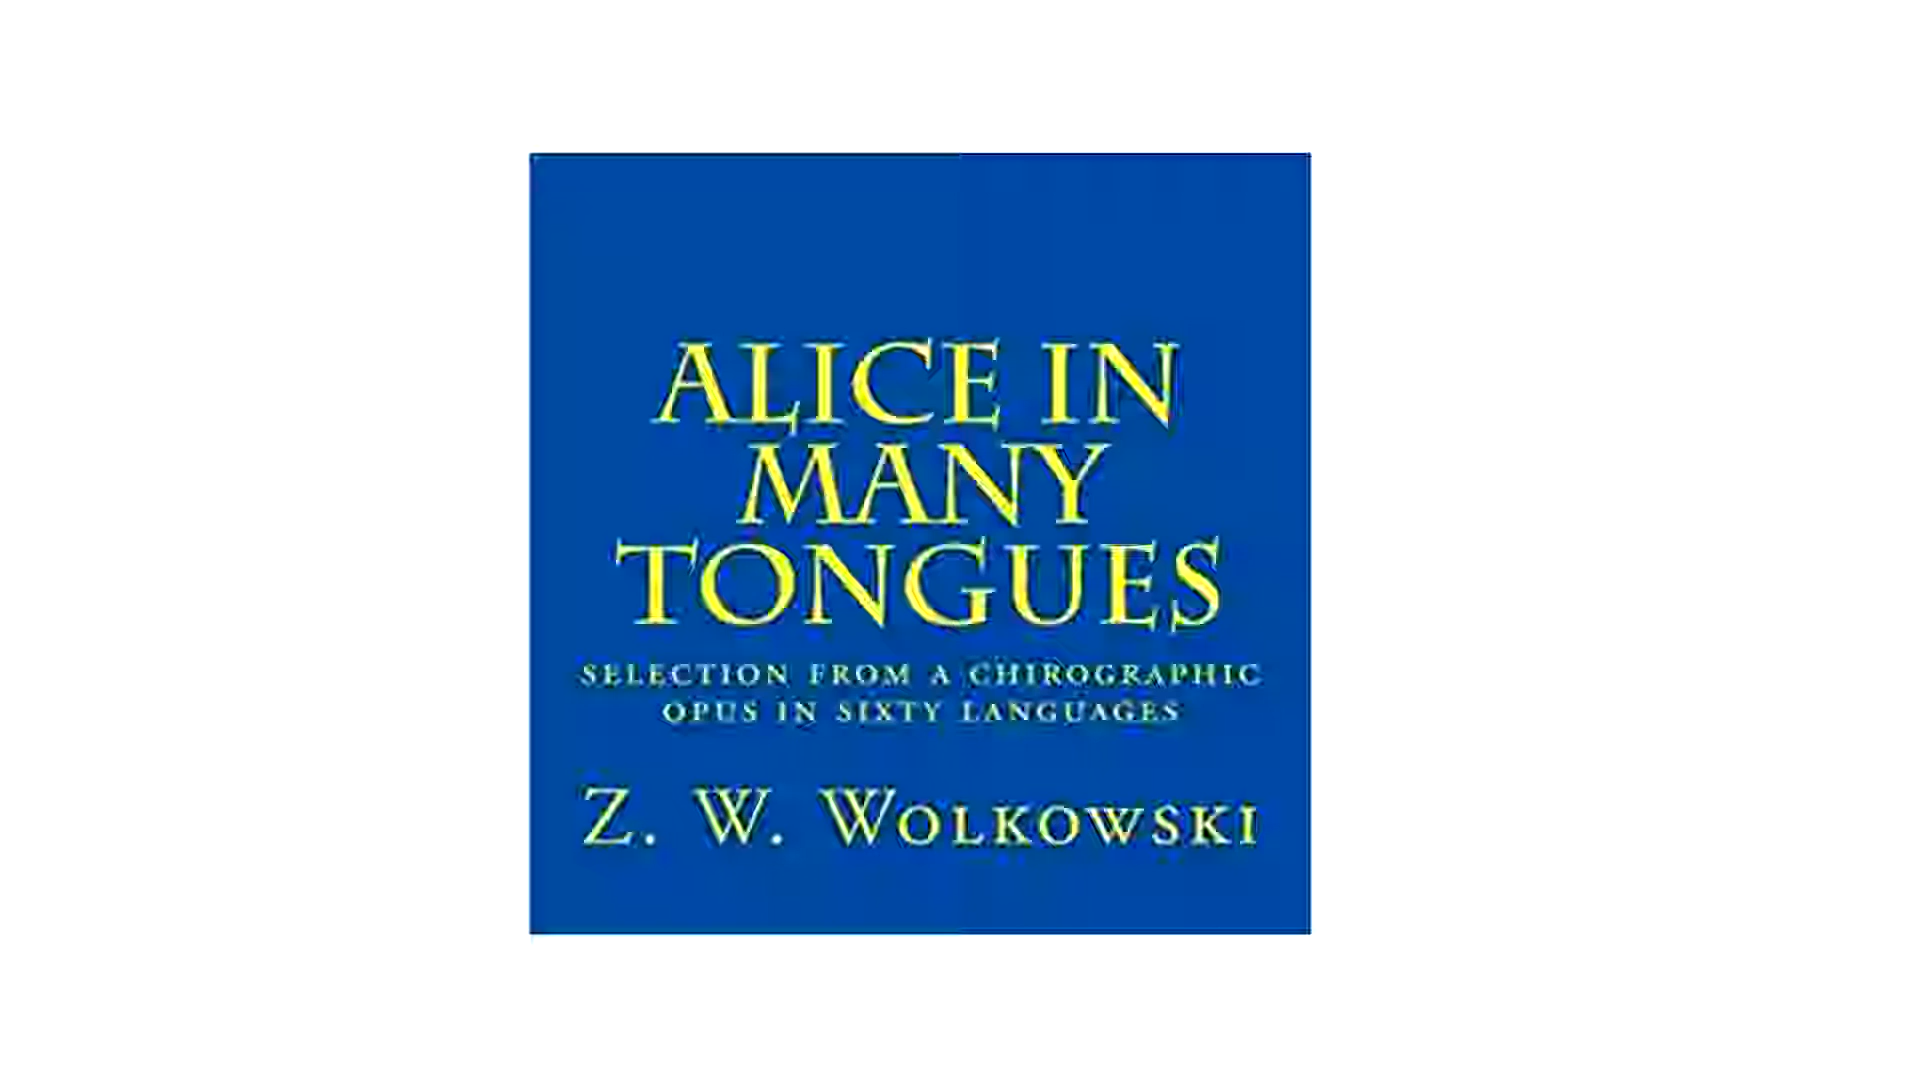 ALICE IN
MANY
TONGUES
SELECTION FROM A CHIROGRAPHIC
OPUS IN SIXTY LANGUAGES
Z. W. WOLKOWSKI